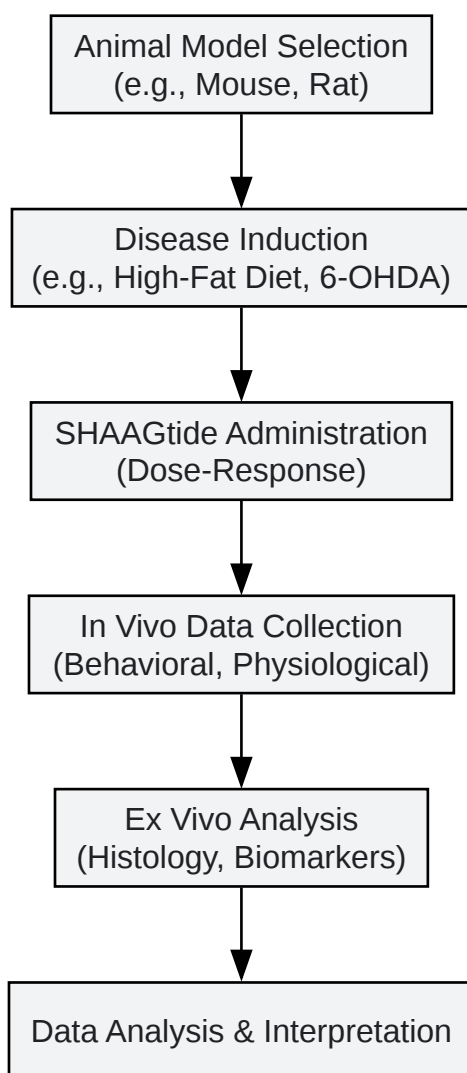 Animal Model Selection
(e.g., Mouse, Rat)
Disease Induction
(e.g., High-Fat Diet, 6-OHDA)
SHAAGtide Administration
(Dose-Response)
In Vivo Data Collection
(Behavioral, Physiological)
Ex Vivo Analysis
(Histology, Biomarkers)
Data Analysis & Interpretation